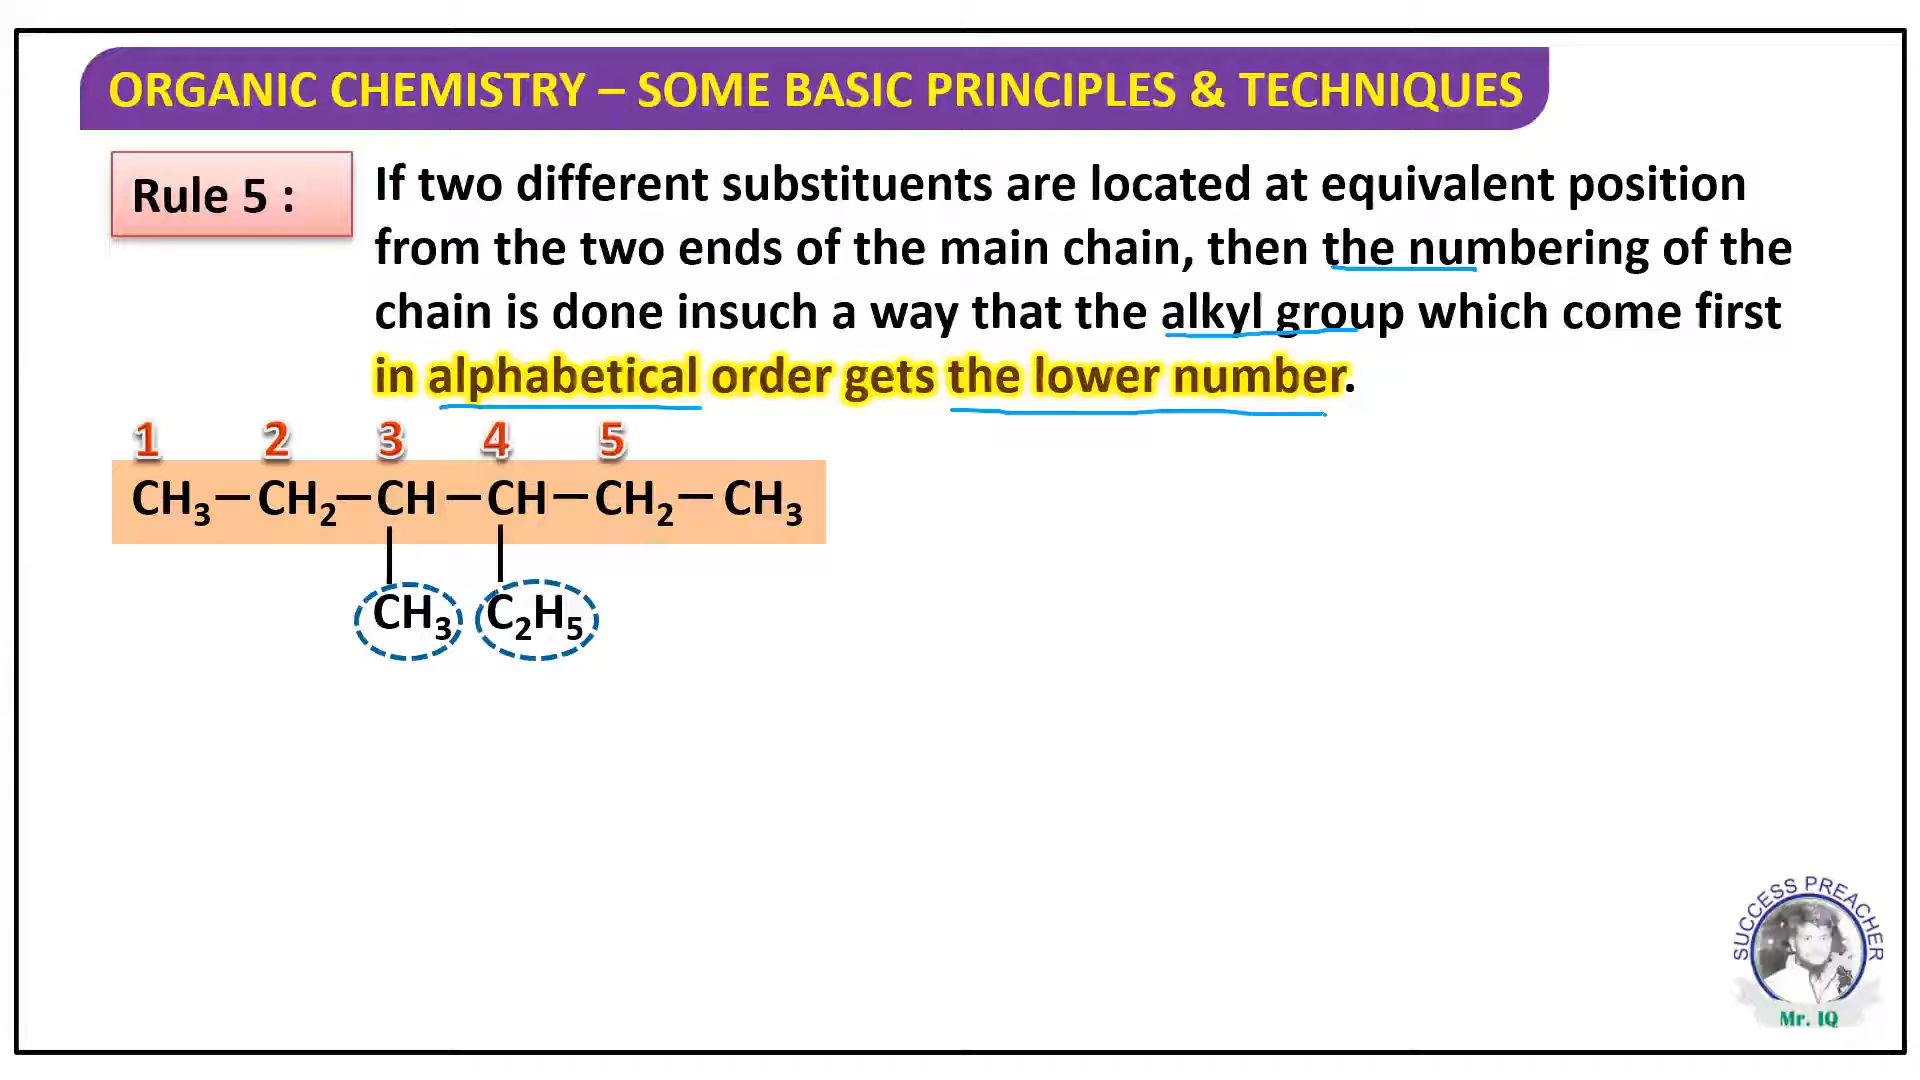 ORGANIC CHEMISTRY – SOME BASIC PRINCIPLES & TECHNIQUES
Rule 5 :
If two different substituents are located at equivalent position
from the two ends of the main chain, then the numbering of the
chain is done insuch a way that the alkyl group which come first
in alphabetical order gets the lower number.
1 2 3 4 5
CH₃—CH₂—CH—CH—CH₂—CH₃
CH₃ C₂H₅
SUCCESS PREACHER
Mr. IQ